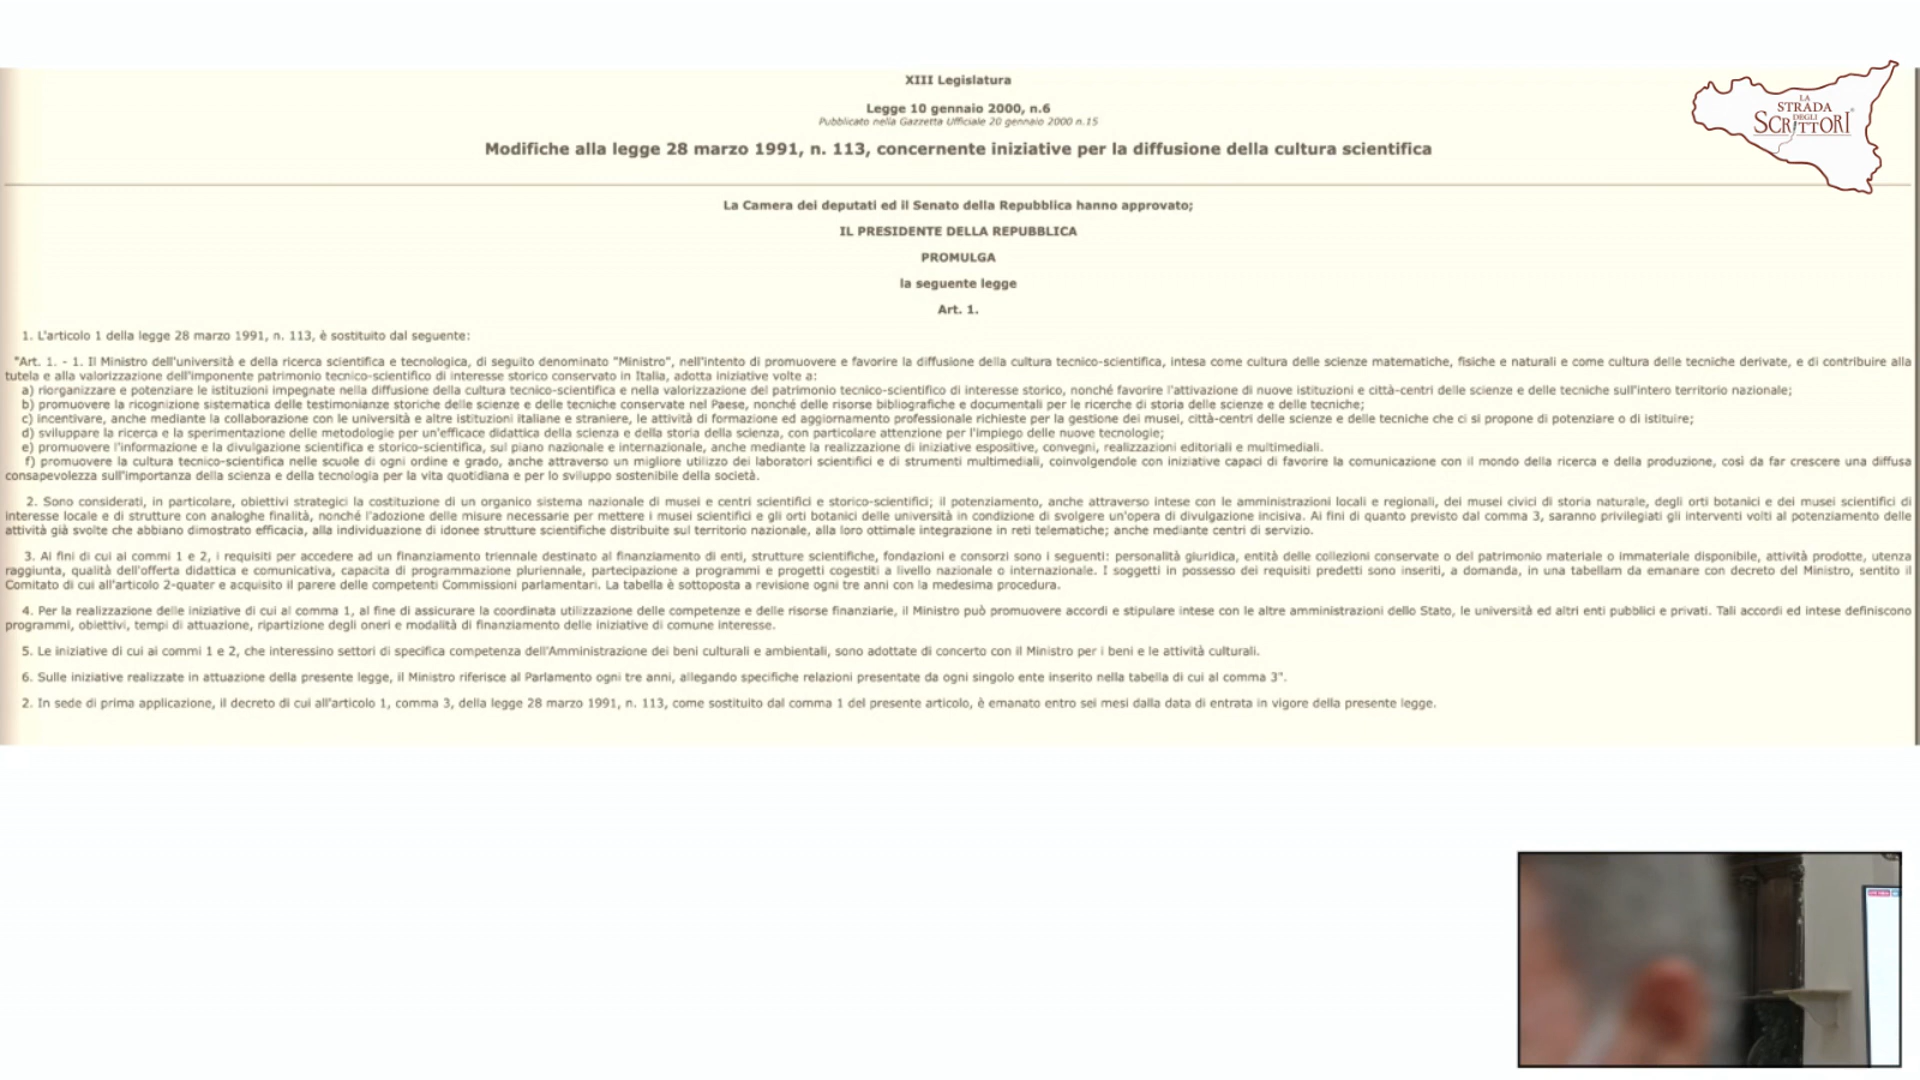 XIII Legislatura
LA
STRADA
DEGLI
SCRITTORI
Legge 10 gennaio 2000, n.6
Pubblicato nella Gazzetta Ufficiale 20 gennaio 2000 n.15
Modifiche alla legge 28 marzo 1991, n. 113, concernente iniziative per la diffusione della cultura scientifica
La Camera dei deputati ed il Senato della Repubblica hanno approvato;
IL PRESIDENTE DELLA REPUBBLICA
PROMULGA
la seguente legge
Art. 1.
1. L'articolo 1 della legge 28 marzo 1991, n. 113, è sostituito dal seguente:
"Art. 1. - 1. Il Ministro dell'università e della ricerca scientifica e tecnologica, di seguito denominato "Ministro", nell'intento di promuovere e favorire la diffusione della cultura tecnico-scientifica, intesa come cultura delle scienze matematiche, fisiche e naturali e come cultura delle tecniche derivate, e di contribuire alla
tutela e alla valorizzazione dell'imponente patrimonio tecnico-scientifico di interesse storico conservato in Italia, adotta iniziative volte a:
a) riorganizzare e potenziare le istituzioni impegnate nella diffusione della cultura tecnico-scientifica e nella valorizzazione del patrimonio tecnico-scientifico di interesse storico, nonché favorire l'attivazione di nuove istituzioni e città-centri delle scienze e delle tecniche sull'intero territorio nazionale;
b) promuovere la ricognizione sistematica delle testimonianze storiche delle scienze e delle tecniche conservate nel Paese, nonché delle risorse bibliografiche e documentali per le ricerche di storia delle scienze e delle tecniche;
c) incentivare, anche mediante la collaborazione con le università e altre istituzioni italiane e straniere, le attività di formazione ed aggiornamento professionale richieste per la gestione dei musei, città-centri delle scienze e delle tecniche che ci si propone di potenziare o di istituire;
d) sviluppare la ricerca e la sperimentazione delle metodologie per un'efficace didattica della scienza e della storia della scienza, con particolare attenzione per l'impiego delle nuove tecnologie;
e) promuovere l'informazione e la divulgazione scientifica e storico-scientifica, sul piano nazionale e internazionale, anche mediante la realizzazione di iniziative espositive, convegni, realizzazioni editoriali e multimediali.
f) promuovere la cultura tecnico-scientifica nelle scuole di ogni ordine e grado, anche attraverso un migliore utilizzo dei laboratori scientifici e di strumenti multimediali, coinvolgendole con iniziative capaci di favorire la comunicazione con il mondo della ricerca e della produzione, così da far crescere una diffusa
consapevolezza sull'importanza della scienza e della tecnologia per la vita quotidiana e per lo sviluppo sostenibile della società.
2. Sono considerati, in particolare, obiettivi strategici la costituzione di un organico sistema nazionale di musei e centri scientifici e storico-scientifici; il potenziamento, anche attraverso intese con le amministrazioni locali e regionali, dei musei civici di storia naturale, degli orti botanici e dei musei scientifici di
interesse locale e di strutture con analoghe finalità, nonché l'adozione delle misure necessarie per mettere i musei scientifici e gli orti botanici delle università in condizione di svolgere un'opera di divulgazione incisiva. Ai fini di quanto previsto dal comma 3, saranno privilegiati gli interventi volti al potenziamento delle
attività già svolte che abbiano dimostrato efficacia, alla individuazione di idonee strutture scientifiche distribuite sul territorio nazionale, alla loro ottimale integrazione in reti telematiche; anche mediante centri di servizio.
3. Ai fini di cui ai commi 1 e 2, i requisiti per accedere ad un finanziamento triennale destinato al finanziamento di enti, strutture scientifiche, fondazioni e consorzi sono i seguenti: personalità giuridica, entità delle collezioni conservate o del patrimonio materiale o immateriale disponibile, attività prodotte, utenza
raggiunta, qualità dell'offerta didattica e comunicativa, capacita di programmazione pluriennale, partecipazione a programmi e progetti cogestiti a livello nazionale o internazionale. I soggetti in possesso dei requisiti predetti sono inseriti, a domanda, in una tabellam da emanare con decreto del Ministro, sentito il
Comitato di cui all'articolo 2-quater e acquisito il parere delle competenti Commissioni parlamentari. La tabella è sottoposta a revisione ogni tre anni con la medesima procedura.
4. Per la realizzazione delle iniziative di cui al comma 1, al fine di assicurare la coordinata utilizzazione delle competenze e delle risorse finanziarie, il Ministro può promuovere accordi e stipulare intese con le altre amministrazioni dello Stato, le università ed altri enti pubblici e privati. Tali accordi ed intese definiscono
programmi, obiettivi, tempi di attuazione, ripartizione degli oneri e modalità di finanziamento delle iniziative di comune interesse.
5. Le iniziative di cui ai commi 1 e 2, che interessino settori di specifica competenza dell'Amministrazione dei beni culturali e ambientali, sono adottate di concerto con il Ministro per i beni e le attività culturali.
6. Sulle iniziative realizzate in attuazione della presente legge, il Ministro riferisce al Parlamento ogni tre anni, allegando specifiche relazioni presentate da ogni singolo ente inserito nella tabella di cui al comma 3".
2. In sede di prima applicazione, il decreto di cui all'articolo 1, comma 3, della legge 28 marzo 1991, n. 113, come sostituito dal comma 1 del presente articolo, è emanato entro sei mesi dalla data di entrata in vigore della presente legge.